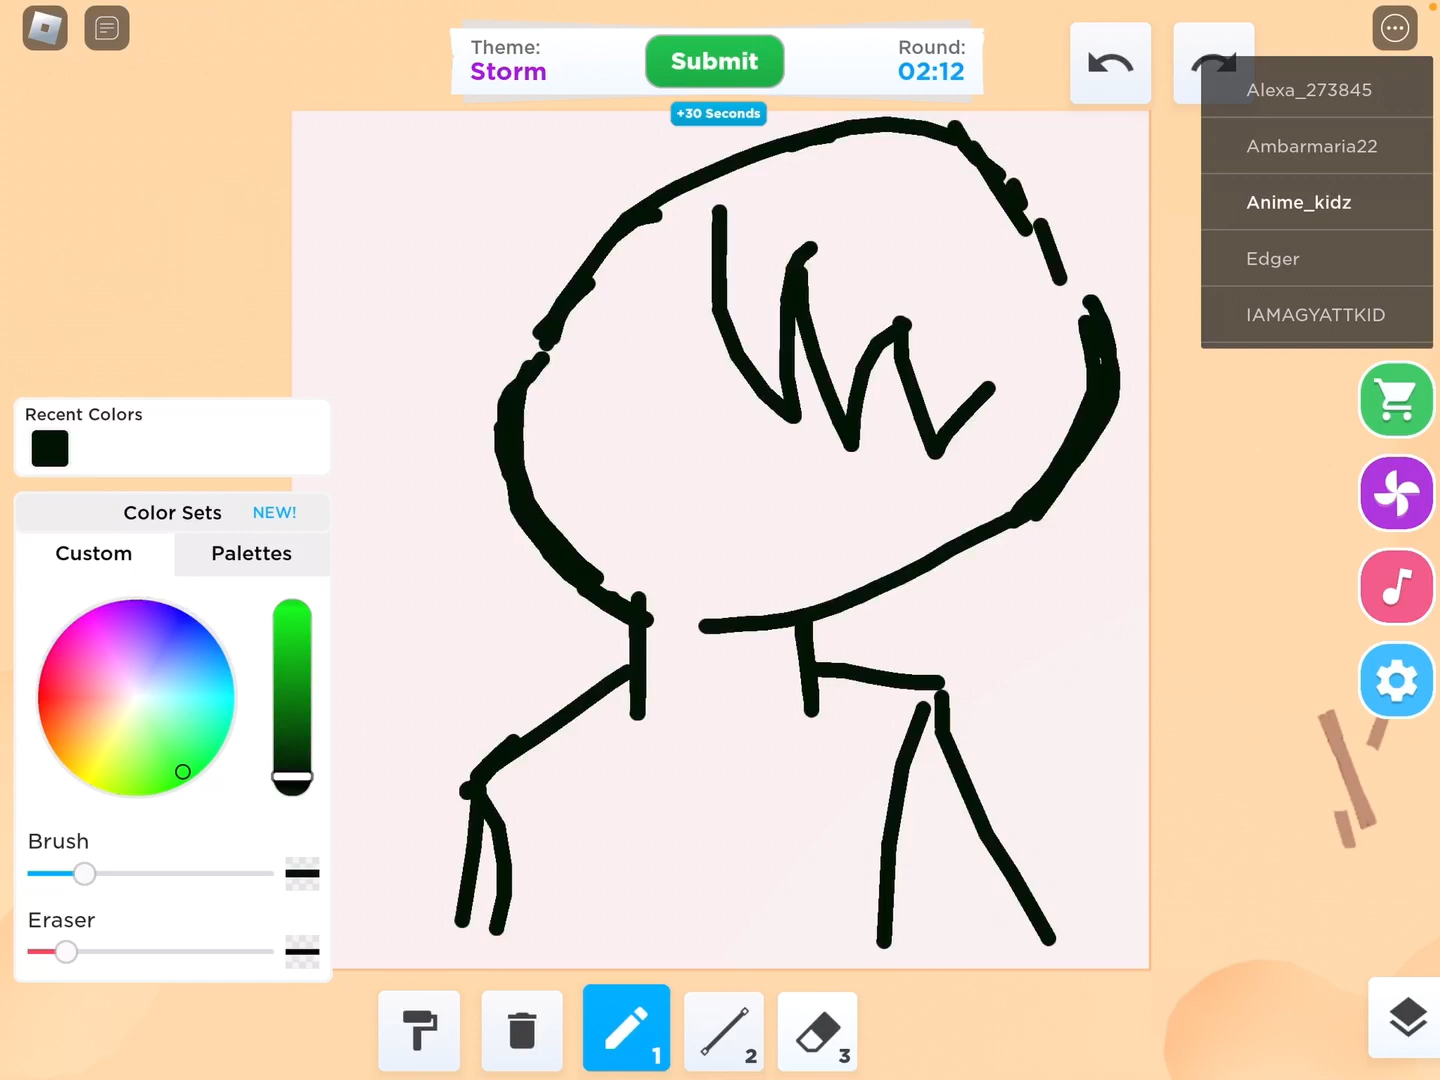 Theme:
Storm
Submit
Round:
02:12
+30 Seconds
Alexa_273845
Ambarmaria22
Anime_kidz
Edger
IAMAGYATTKID
Recent Colors
Color Sets NEW!
Custom Palettes
Brush
Eraser
1
2
3